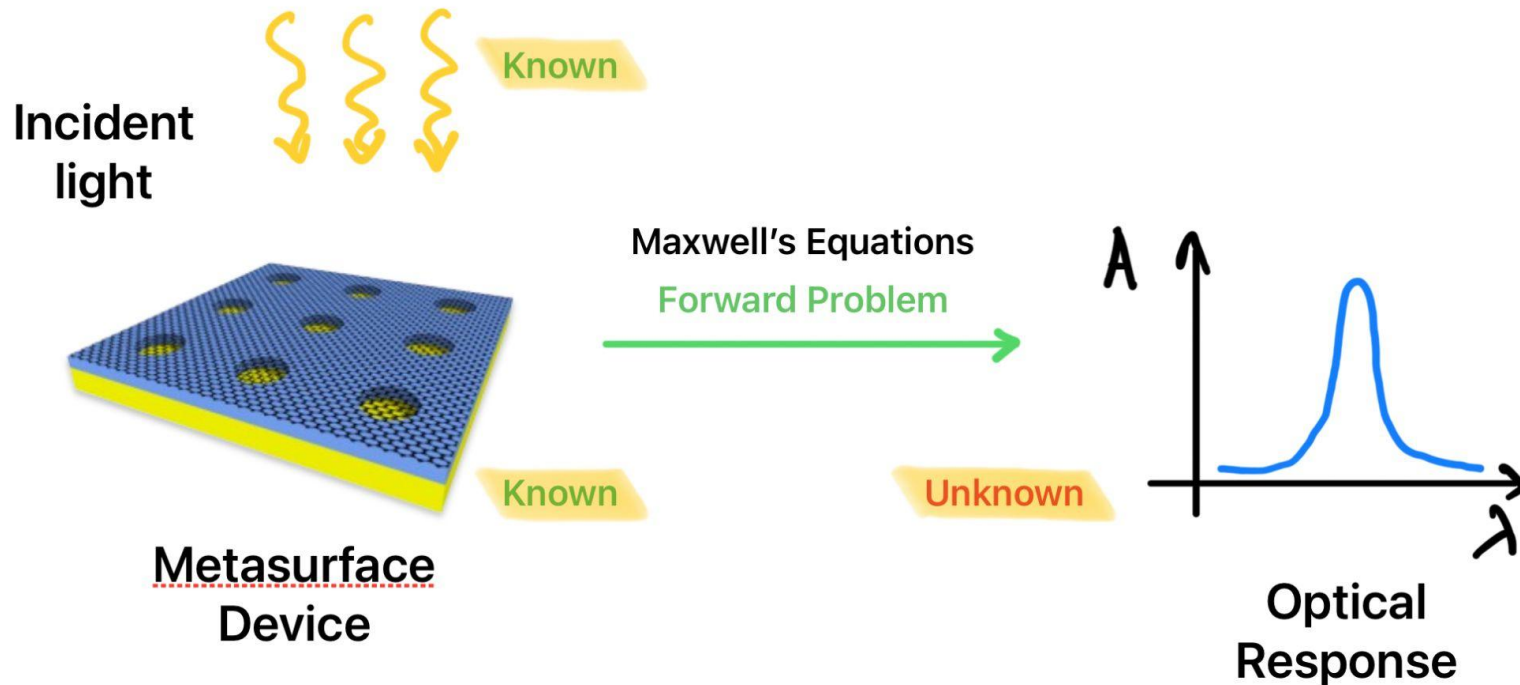 Known
Incident
light
Maxwell's Equations
Forward Problem
A
Known
Unknown
λ
Metasurface
Device
Optical
Response